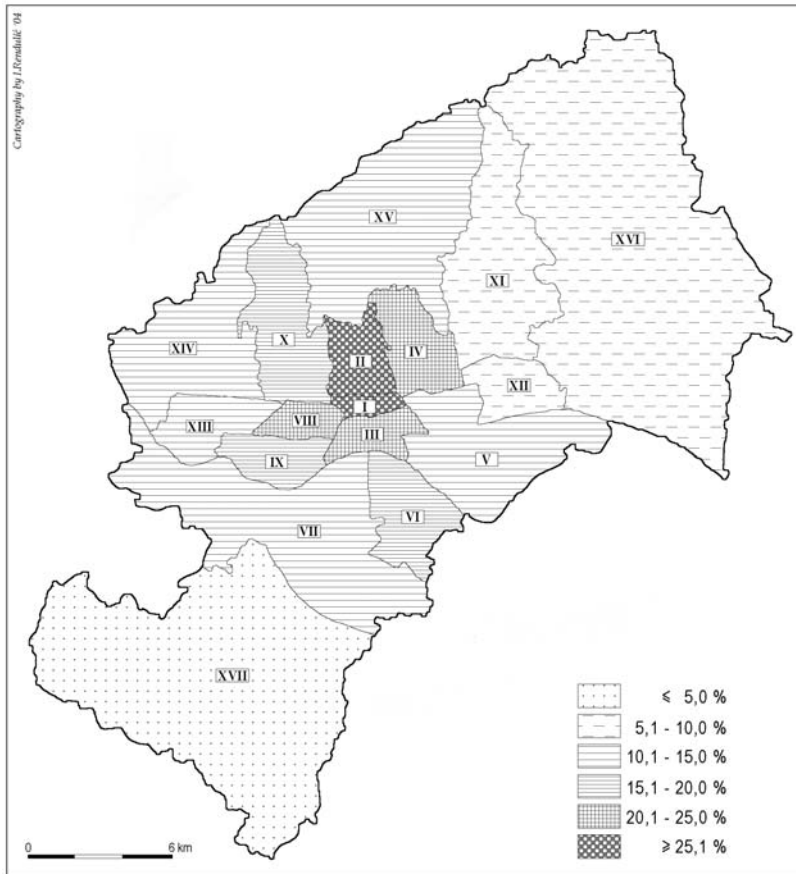 Cartography by I.Rendulić '04
XV
XVI
XI
IV
X
II
XIV
XII
I
XIII
VIII
III
IX
V
VI
VII
XVII
⩽ 5,0 %
5,1 - 10,0 %
10,1 - 15,0 %
15,1 - 20,0 %
20,1 - 25,0 %
⩾ 25,1 %
0 6 km